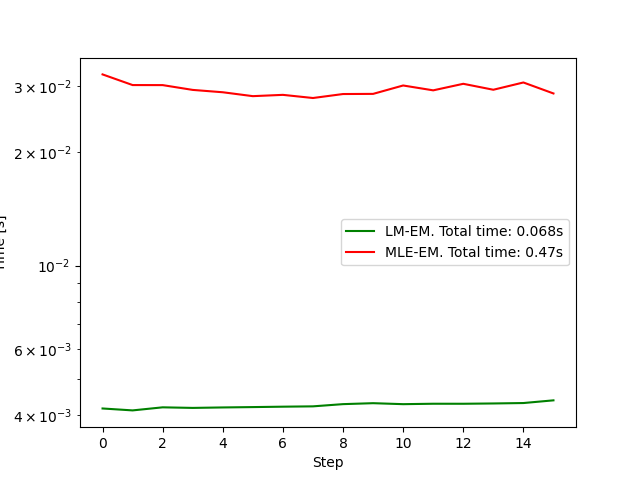 3 × 10⁻²
2 × 10⁻²
10⁻²
6 × 10⁻³
4 × 10⁻³
LM-EM. Total time: 0.068s
MLE-EM. Total time: 0.47s
0 2 4 6 8 10 12 14
Step